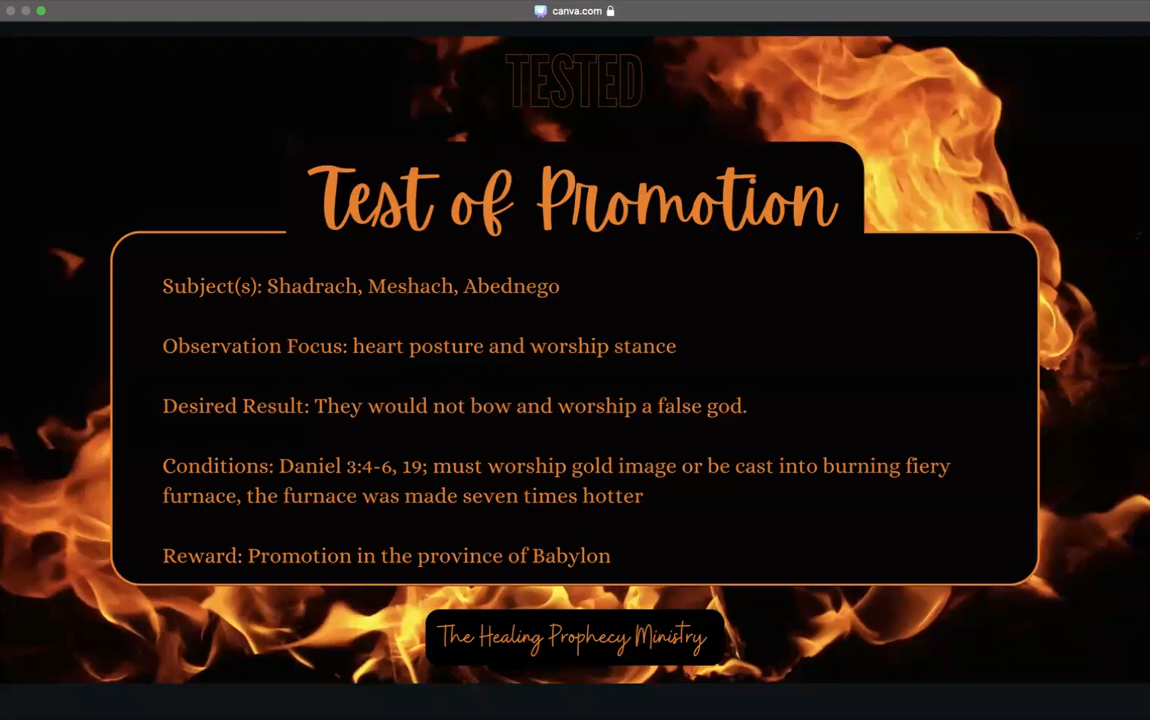 canva.com
TESTED
Test of Promotion
Subject(s): Shadrach, Meshach, Abednego
Observation Focus: heart posture and worship stance
Desired Result: They would not bow and worship a false god.
Conditions: Daniel 3:4-6, 19; must worship gold image or be cast into burning fiery
furnace, the furnace was made seven times hotter
Reward: Promotion in the province of Babylon
The Healing Prophecy Ministry